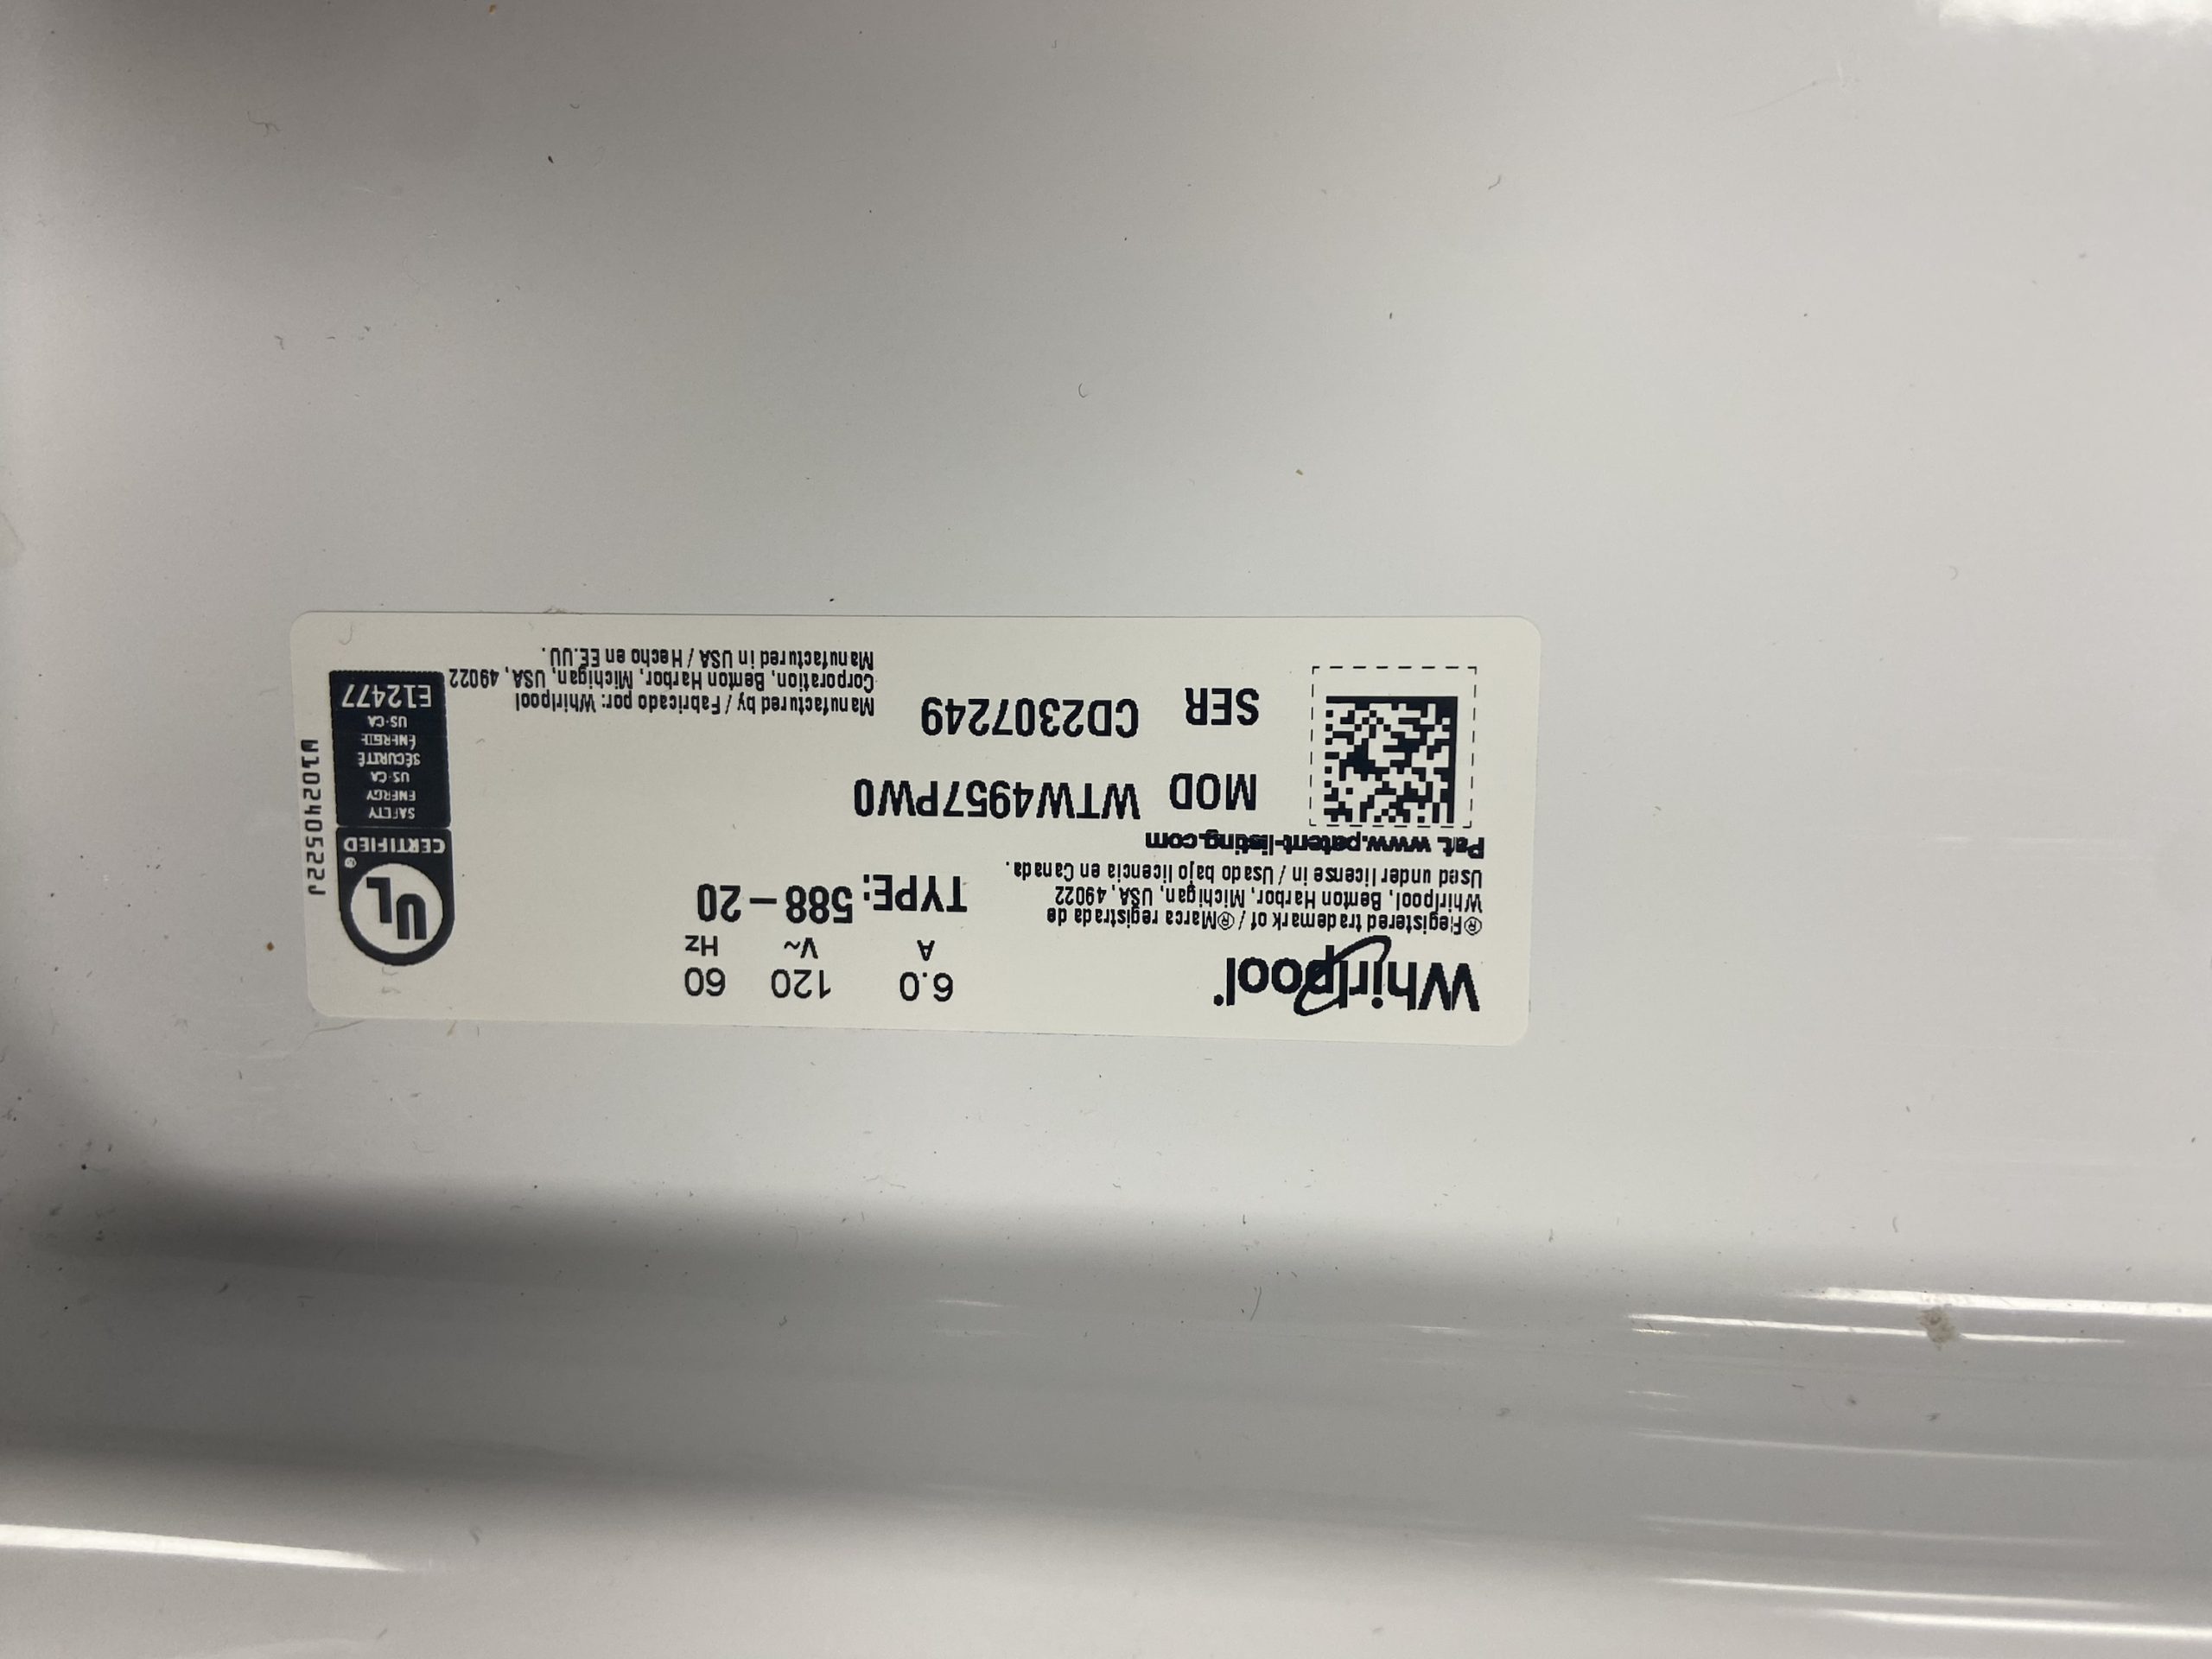 Whirlpool®
®Registered trademark of / ®Marca registrada de
Whirlpool, Benton Harbor, Michigan, USA, 49022
Used under license in / Usado bajo licencia en Canada.
Pat. www.patent-listing.com
6.0 120 60
A V~ Hz
TYPE: 588-20
MOD WTW4957PW0
SER CD2307249
Manufactured by / Fabricado por: Whirlpool
Corporation, Benton Harbor, Michigan, USA, 49022
Manufactured in USA / Hecho en EE.UU.
UL
CERTIFIED
SAFETY
ENERGY
US-CA
SÉCURITÉ
ÉNERGIE
US-CA
E12477
W10240522J